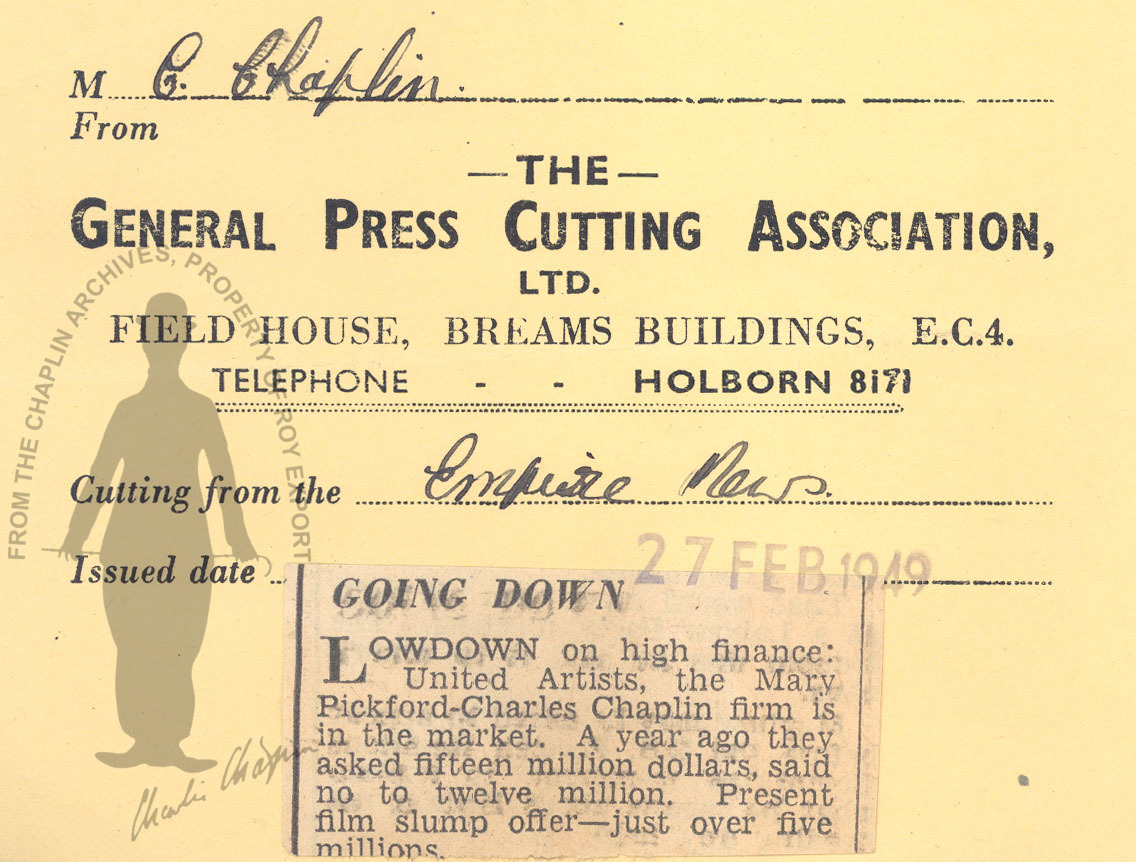 M C. Chaplin.
From
—THE—
GENERAL PRESS CUTTING ASSOCIATION,
LTD.
FIELD HOUSE, BREAMS BUILDINGS, E.C.4.
TELEPHONE - - HOLBORN 8171
Cutting from the Empire News.
Issued date 27 FEB 1949
GOING DOWN
LOWDOWN on high finance:
United Artists, the Mary
Pickford-Charles Chaplin firm is
in the market. A year ago they
asked fifteen million dollars, said
no to twelve million. Present
film slump offer—just over five
millions.
FROM THE CHAPLIN ARCHIVES, PROPERTY OF ROY EXPORT
Charlie Chaplin